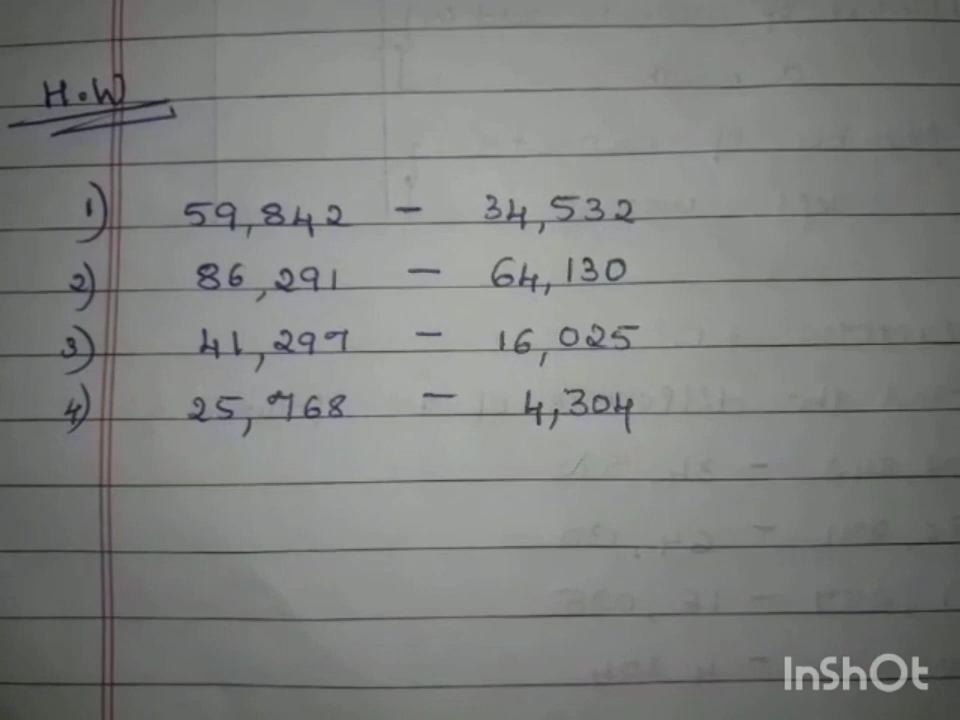 H.W
1) 59,842 - 34,532
2) 86,291 - 64,130
3) 41,297 - 16,025
4) 25,768 - 4,304
InShOt